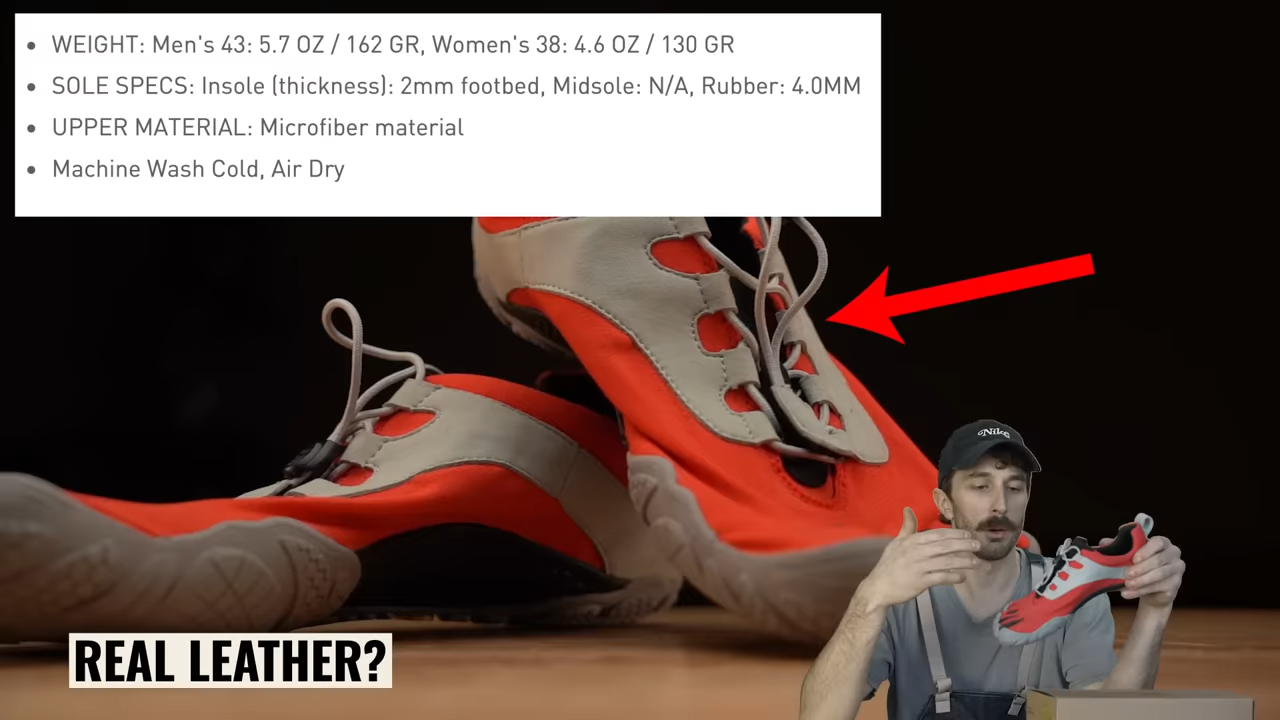 WEIGHT: Men's 43: 5.7 OZ / 162 GR, Women's 38: 4.6 OZ / 130 GR
SOLE SPECS: Insole (thickness): 2mm footbed, Midsole: N/A, Rubber: 4.0MM
UPPER MATERIAL: Microfiber material
Machine Wash Cold, Air Dry
Nike
REAL LEATHER?